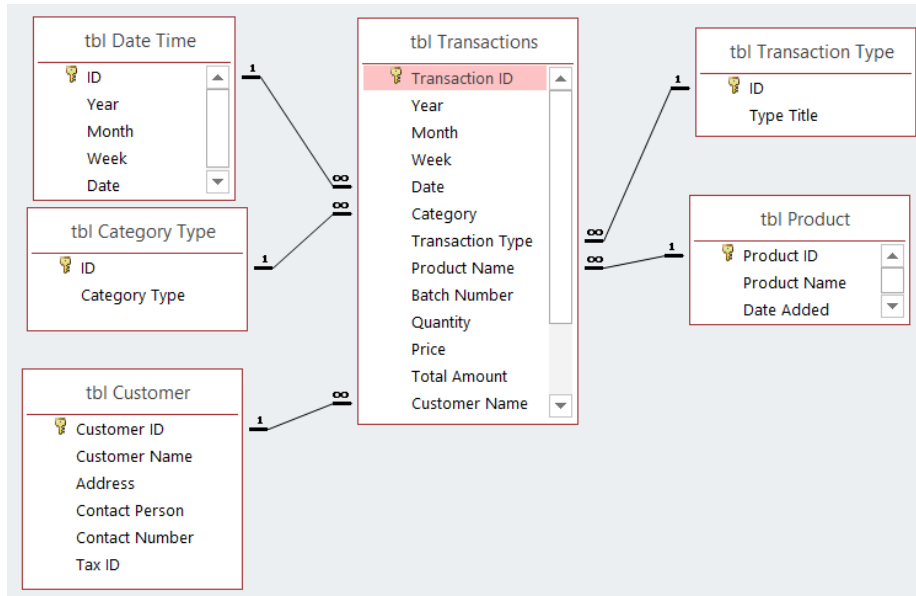 tbl Date Time
ID
Year
Month
Week
Date
1
∞
tbl Category Type
ID
Category Type
1
∞
tbl Customer
Customer ID
Customer Name
Address
Contact Person
Contact Number
Tax ID
1
∞
tbl Transactions
Transaction ID
Year
Month
Week
Date
Category
Transaction Type
Product Name
Batch Number
Quantity
Price
Total Amount
Customer Name
∞
1
tbl Transaction Type
ID
Type Title
∞
1
tbl Product
Product ID
Product Name
Date Added